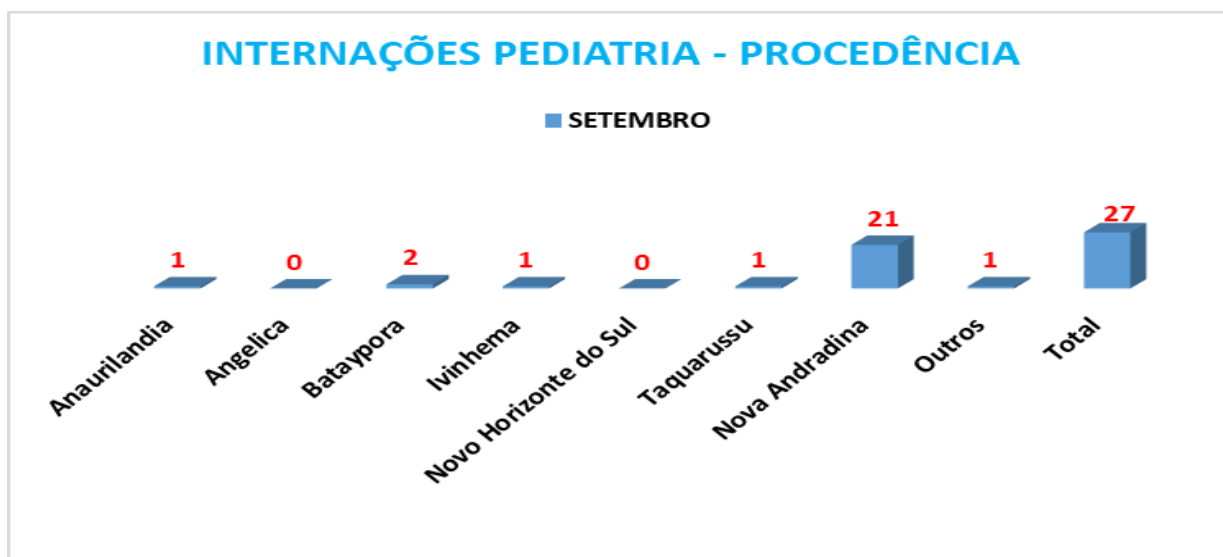 INTERNAÇÕES PEDIATRIA - PROCEDÊNCIA
SETEMBRO
1
0
2
1
0
1
21
1
27
Anaurilandia
Angelica
Bataypora
Ivinhema
Novo Horizonte do Sul
Taquarussu
Nova Andradina
Outros
Total